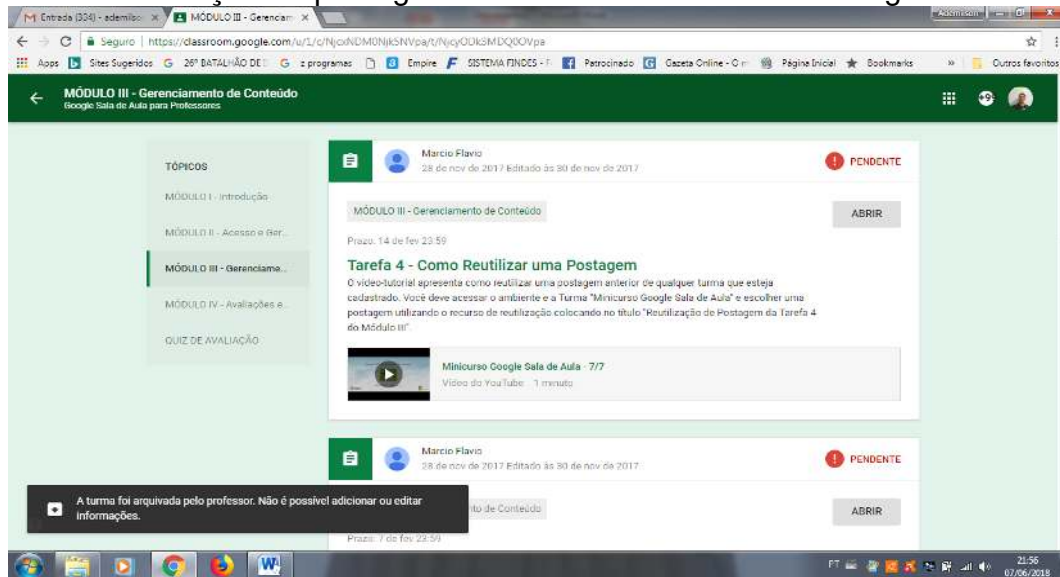 Entrada (334) - ademilso
MÓDULO III - Gerenciam
Ademilson
Seguro
https://classroom.google.com/u/1/c/
Apps
Sites Sugeridos
26º BATALHÃO DE
z programas
Empire
SISTEMA FINDES - F
Patrocinado
Gazeta Online - O m
Página Inicial
Bookmarks
»
Outros favoritos
MÓDULO III - Gerenciamento de Conteúdo
Google Sala de Aula para Professores
TÓPICOS
MÓDULO I - Introdução
MÓDULO II - Acesso e Ger...
MÓDULO III - Gerenciame...
MÓDULO IV - Avaliações e...
QUIZ DE AVALIAÇÃO
Marcio Flavio
28 de nov de 2017 Editado às 30 de nov de 2017
PENDENTE
MÓDULO III - Gerenciamento de Conteúdo
ABRIR
Prazo: 14 de fev 23:59
Tarefa 4 - Como Reutilizar uma Postagem
O vídeo-tutorial apresenta como reutilizar uma postagem anterior de qualquer turma que esteja
cadastrado. Você deve acessar o ambiente e a Turma "Minicurso Google Sala de Aula" e escolher uma
postagem utilizando o recurso de reutilização colocando no título "Reutilização de Postagem da Tarefa 4
do Módulo III".
Minicurso Google Sala de Aula - 7/7
Vídeo do YouTube 1 minuto
Marcio Flavio
28 de nov de 2017 Editado às 30 de nov de 2017
PENDENTE
nto de Conteúdo
ABRIR
Prazo: 7 de fev 23:59
A turma foi arquivada pelo professor. Não é possível adicionar ou editar
informações.
PT
21:56
07/06/2018